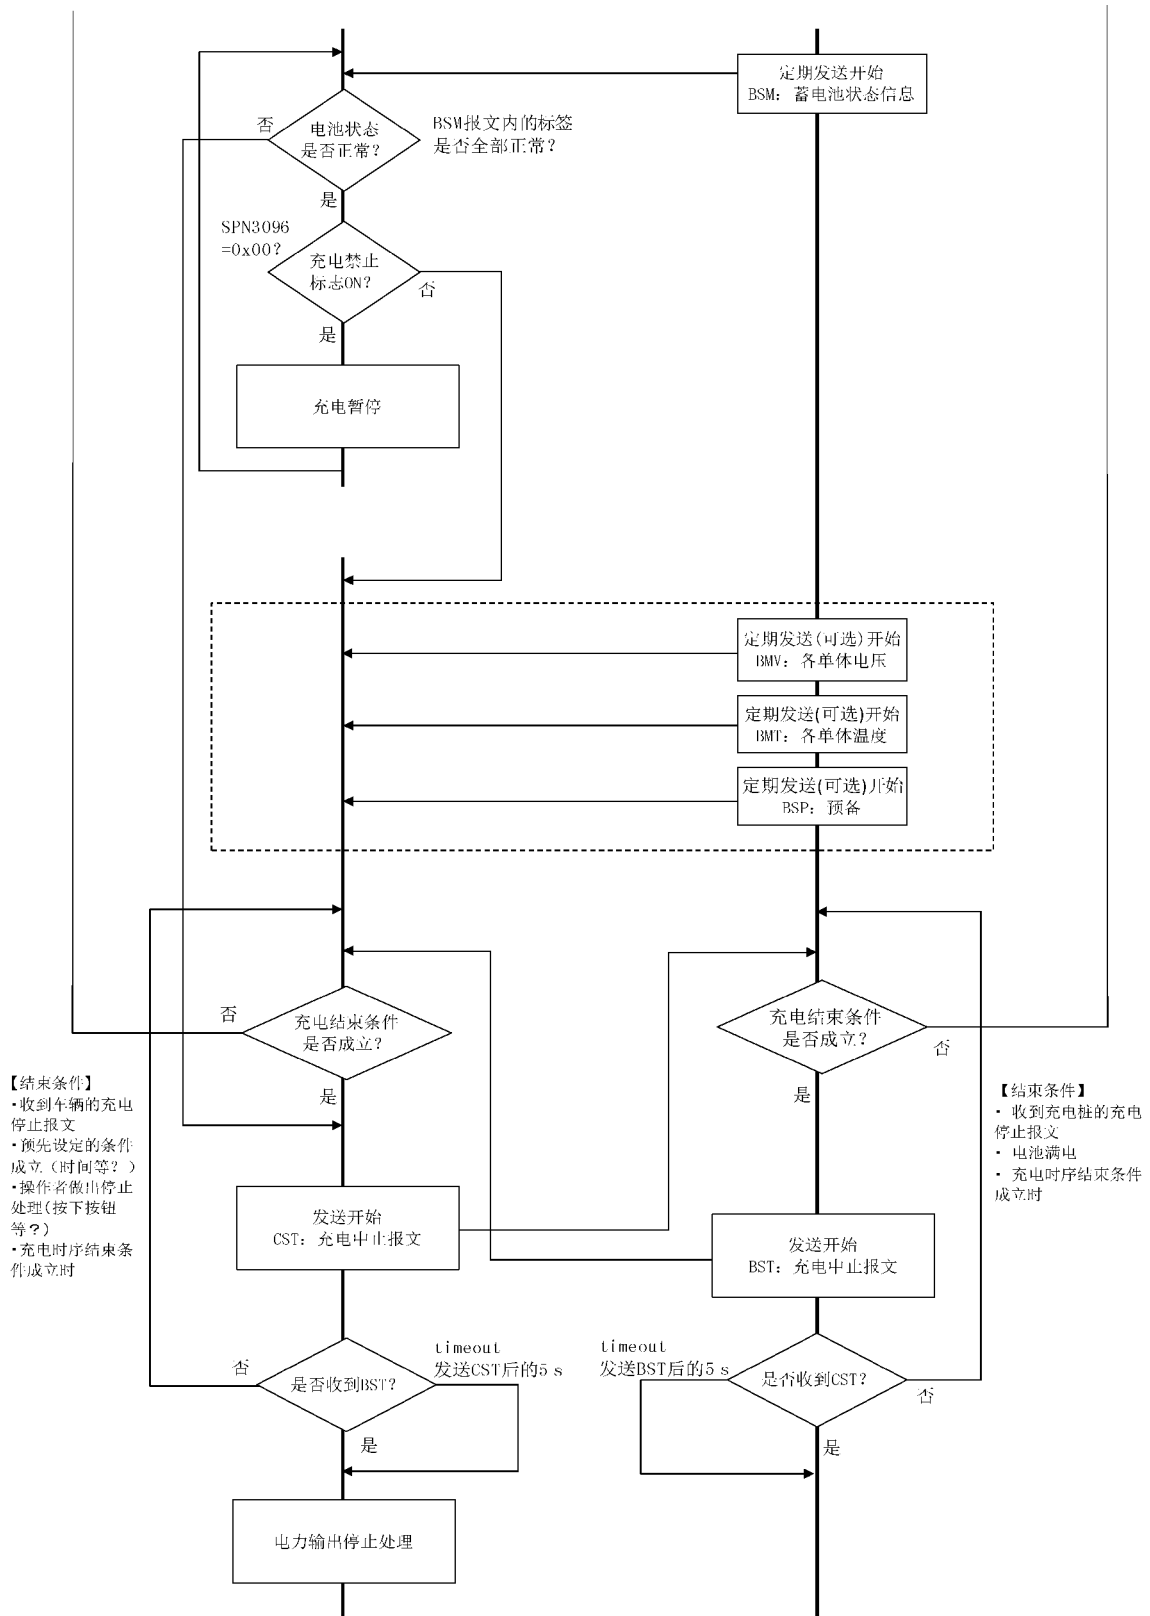 定期发送开始
BSM：蓄电池状态信息
否
电池状态
是否正常？
BSM报文内的标签
是否全部正常？
是
SPN3096
=0x00？
充电禁止
标志ON？
否
是
充电暂停
定期发送(可选)开始
BMV：各单体电压
定期发送(可选)开始
BMT：各单体温度
定期发送(可选)开始
BSP：预备
否
充电结束条件
是否成立？
是
充电结束条件
是否成立？
否
是
【结束条件】
·收到车辆的充电
停止报文
·预先设定的条件
成立（时间等？）
·操作者做出停止
处理(按下按钮
等？)
·充电时序结束条
件成立时
【结束条件】
· 收到充电桩的充电
停止报文
· 电池满电
· 充电时序结束条件
成立时
发送开始
CST：充电中止报文
发送开始
BST：充电中止报文
否
是否收到BST？
timeout
发送CST后的5 s
是
timeout
发送BST后的5 s
是否收到CST？
否
是
电力输出停止处理